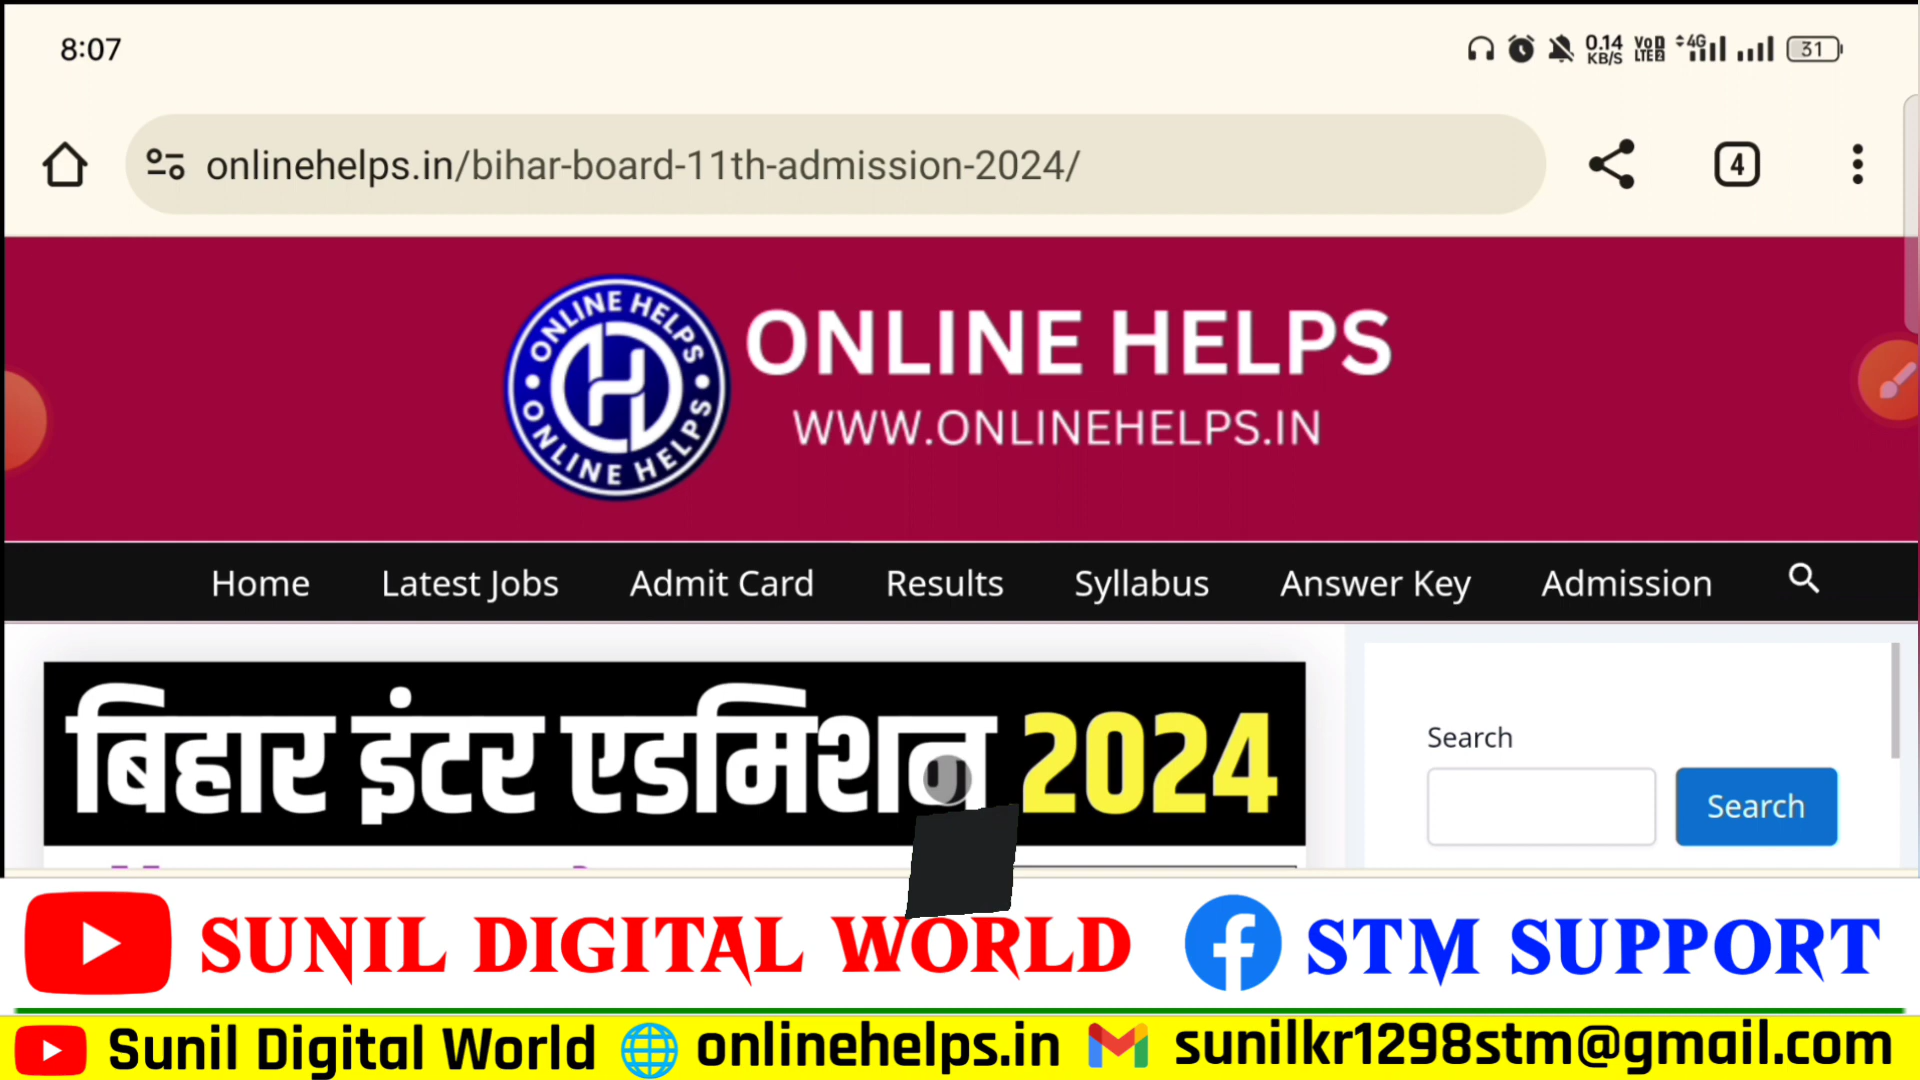 8:07
0.14 KB/S VoD LTE2 4G 31
onlinehelps.in/bihar-board-11th-admission-2024/
4
ONLINE HELPS
ONLINE HELPS
ONLINE HELPS
WWW.ONLINEHELPS.IN
Home Latest Jobs Admit Card Results Syllabus Answer Key Admission
बिहार इंटर एडमिशन 2024
Search
Search
SUNIL DIGITAL WORLD STM SUPPORT
Sunil Digital World onlinehelps.in sunilkr1298stm@gmail.com